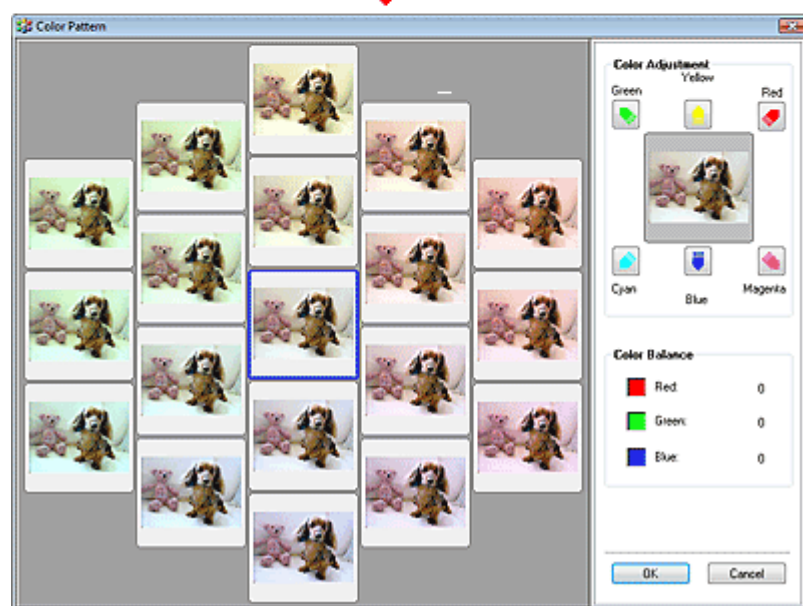 Color Pattern
Color Adjustment
Yellow
Green
Red
Cyan
Blue
Magenta
Color Balance
Red: 0
Green: 0
Blue: 0
OK
Cancel